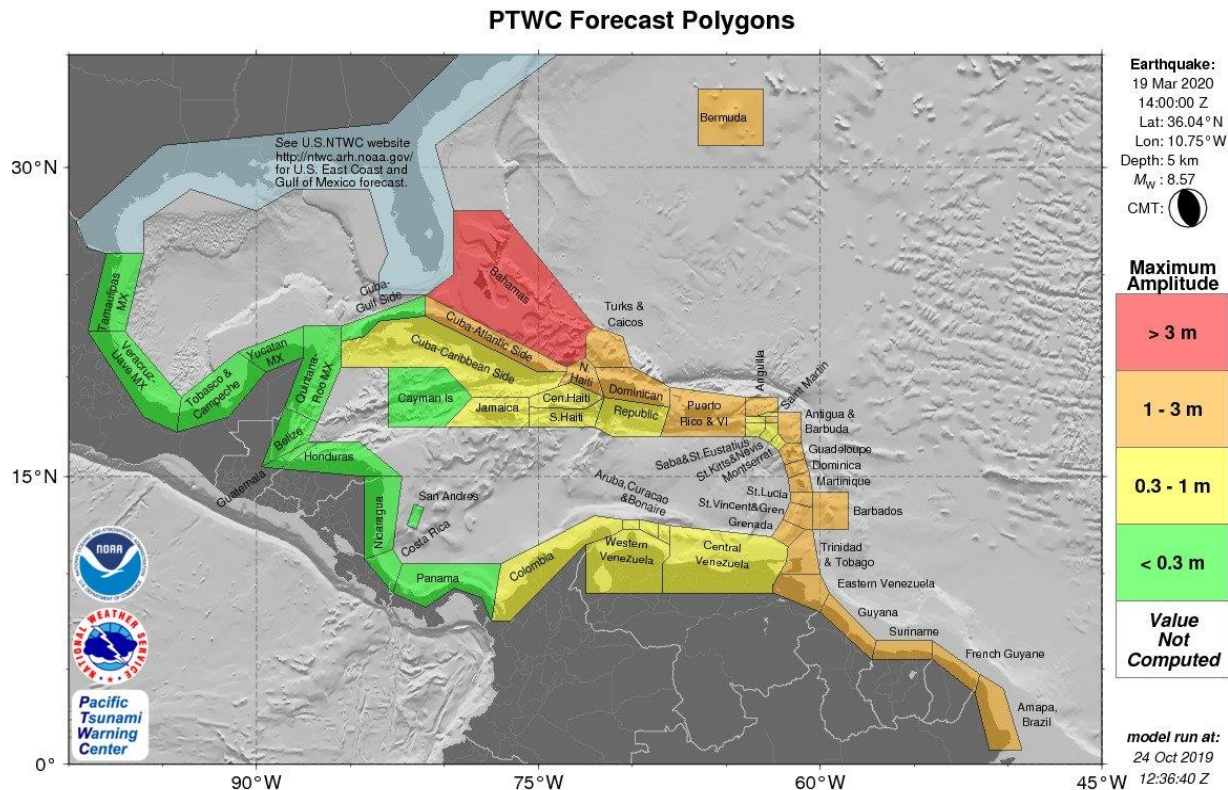 PTWC Forecast Polygons
Earthquake:
19 Mar 2020
14:00:00 Z
Lat: 36.04°N
Lon: 10.75°W
Depth: 5 km
Mw : 8.57
CMT:
Maximum
Amplitude
> 3 m
1 - 3 m
0.3 - 1 m
< 0.3 m
Value
Not
Computed
model run at:
24 Oct 2019
12:36:40 Z
30°N
15°N
0°
90°W
75°W
60°W
45°W
See U.S.NTWC website
http://ntwc.arh.noaa.gov/
for U.S. East Coast and
Gulf of Mexico forecast.
Bermuda
Bahamas
Turks &
Caicos
Cuba-
Gulf Side
Cuba-Atlantic Side
Cuba-Caribbean Side
Tamaulipas
MX
Veracruz-
Llave MX
Tobasco &
Campeche
Yucatan
MX
Quintana-
Roo MX
Belize
Guatemala
Honduras
Nicaragua
Costa Rica
San Andres
Panama
Colombia
Cayman Is
Jamaica
N.
Haiti
Cen.Haiti
S.Haiti
Dominican
Republic
Puerto
Rico & VI
Anguilla
Saint Martin
Antigua &
Barbuda
Saba&St.Eustatius
St.Kitts&Nevis
Montserrat
Guadeloupe
Dominica
Martinique
St.Lucia
St.Vincent&Gren
Barbados
Grenada
Aruba,Curacao
&Bonaire
Western
Venezuela
Central
Venezuela
Trinidad
& Tobago
Eastern Venezuela
Guyana
Suriname
French Guyane
Amapa,
Brazil
NOAA
NATIONAL OCEANIC AND ATMOSPHERIC ADMINISTRATION
U.S. DEPARTMENT OF COMMERCE
NATIONAL WEATHER SERVICE
Pacific
Tsunami
Warning
Center